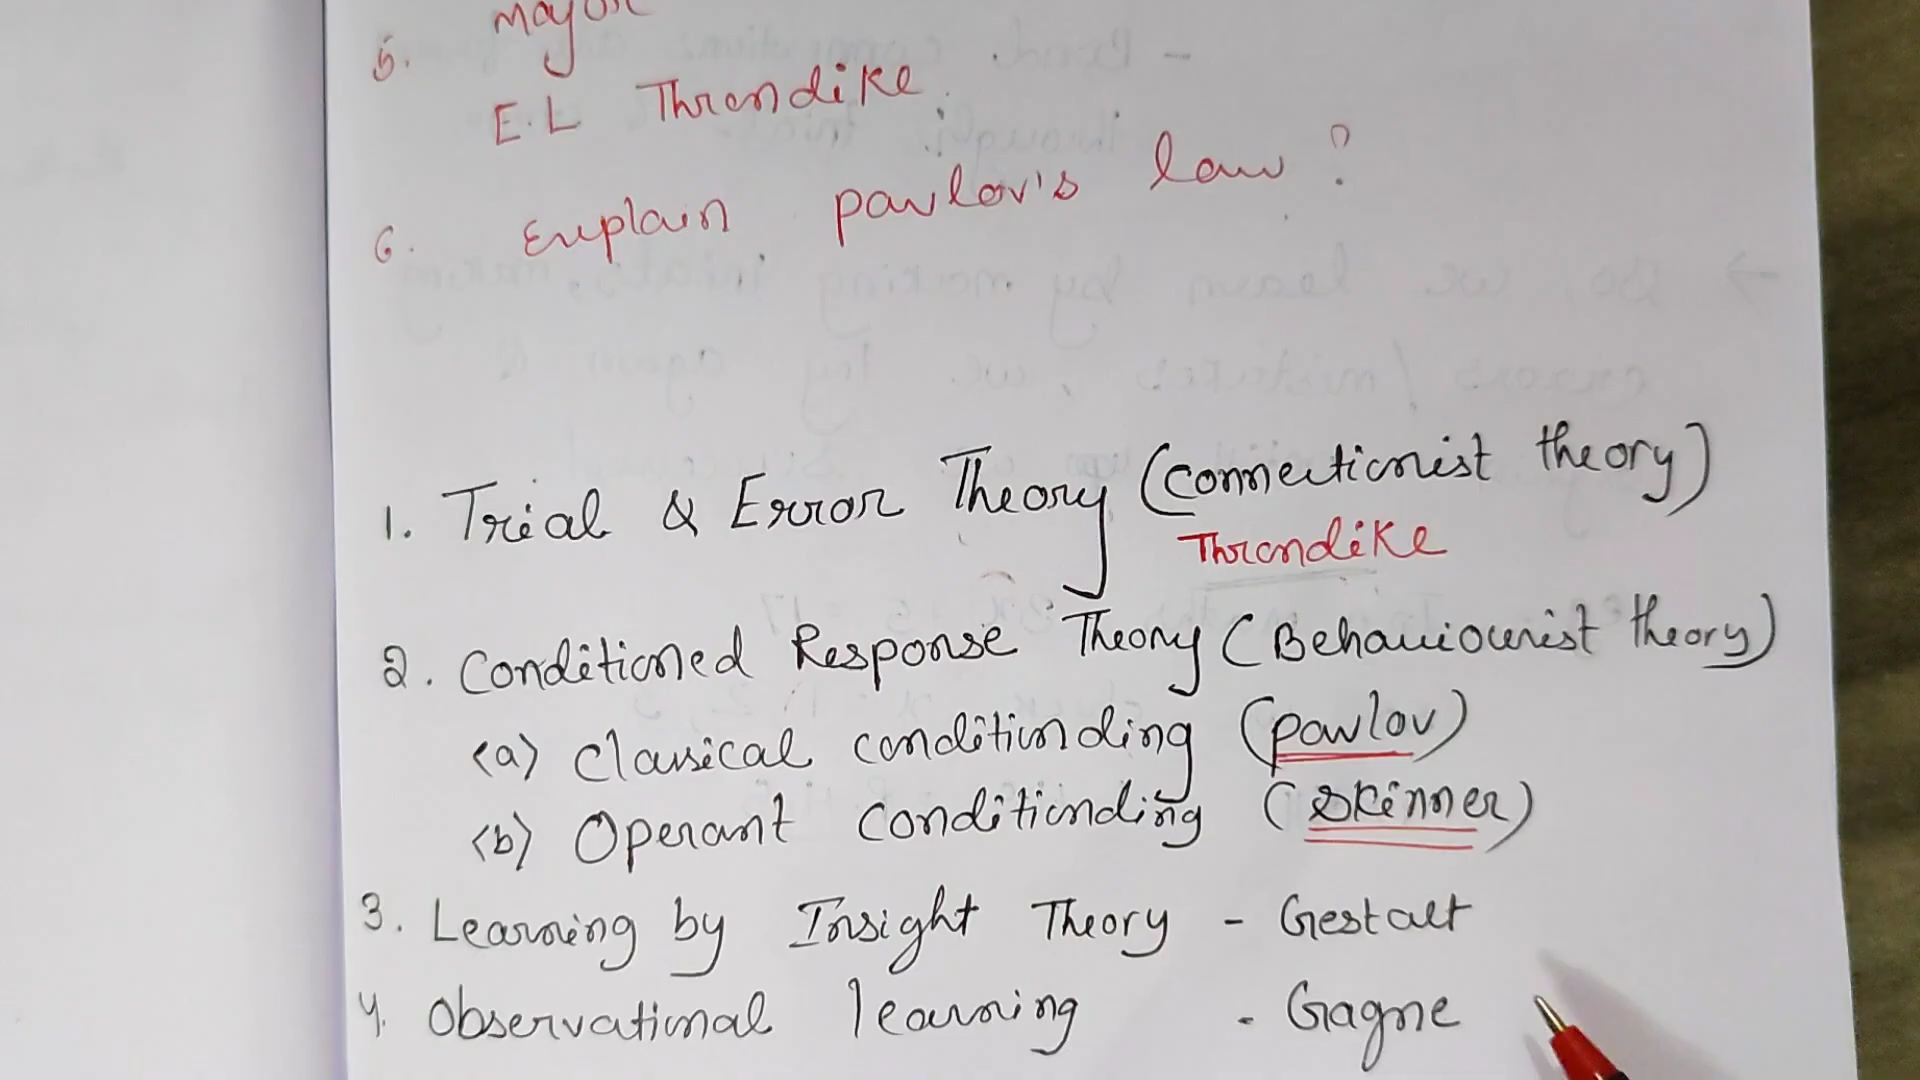 5. Major
E.L Throndike.
6. Explain pavlov's law?
1. Trial & Error Theory (Connectionist theory)
Throndike
2. Conditioned Response Theory (Behaviourist theory)
(a) Classical conditionding (pavlov)
(b) Operant Conditionding (Skinner)
3. Learning by Insight Theory - Gestalt
4. Observational learning - Gagne